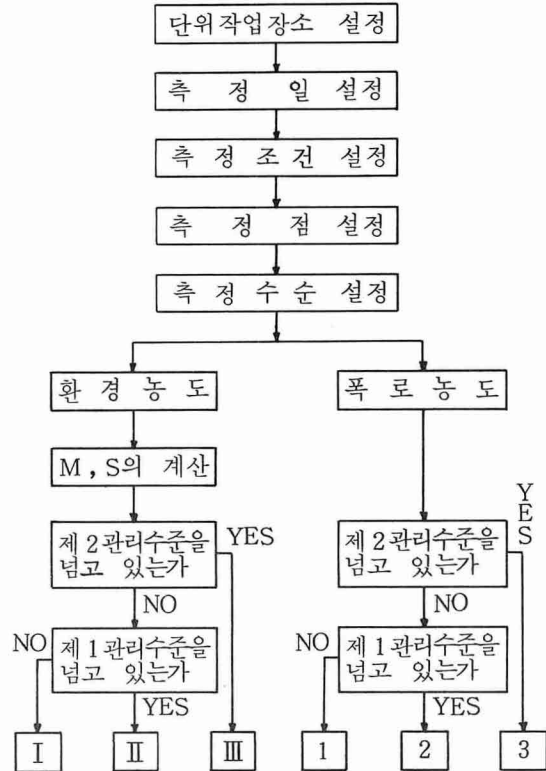 단위작업장소 설정
측 정 일 설정
측 정 조 건 설정
측 정 점 설정
측 정 수 순 설정
환 경 농 도
폭 로 농 도
M , S의 계산
제 2 관리수준을
넘고 있는가
YES
NO
제 1 관리수준을
넘고 있는가
NO
YES
Ⅰ
Ⅱ
Ⅲ
제 2 관리수준을
넘고 있는가
YES
NO
제 1 관리수준을
넘고 있는가
NO
YES
1
2
3